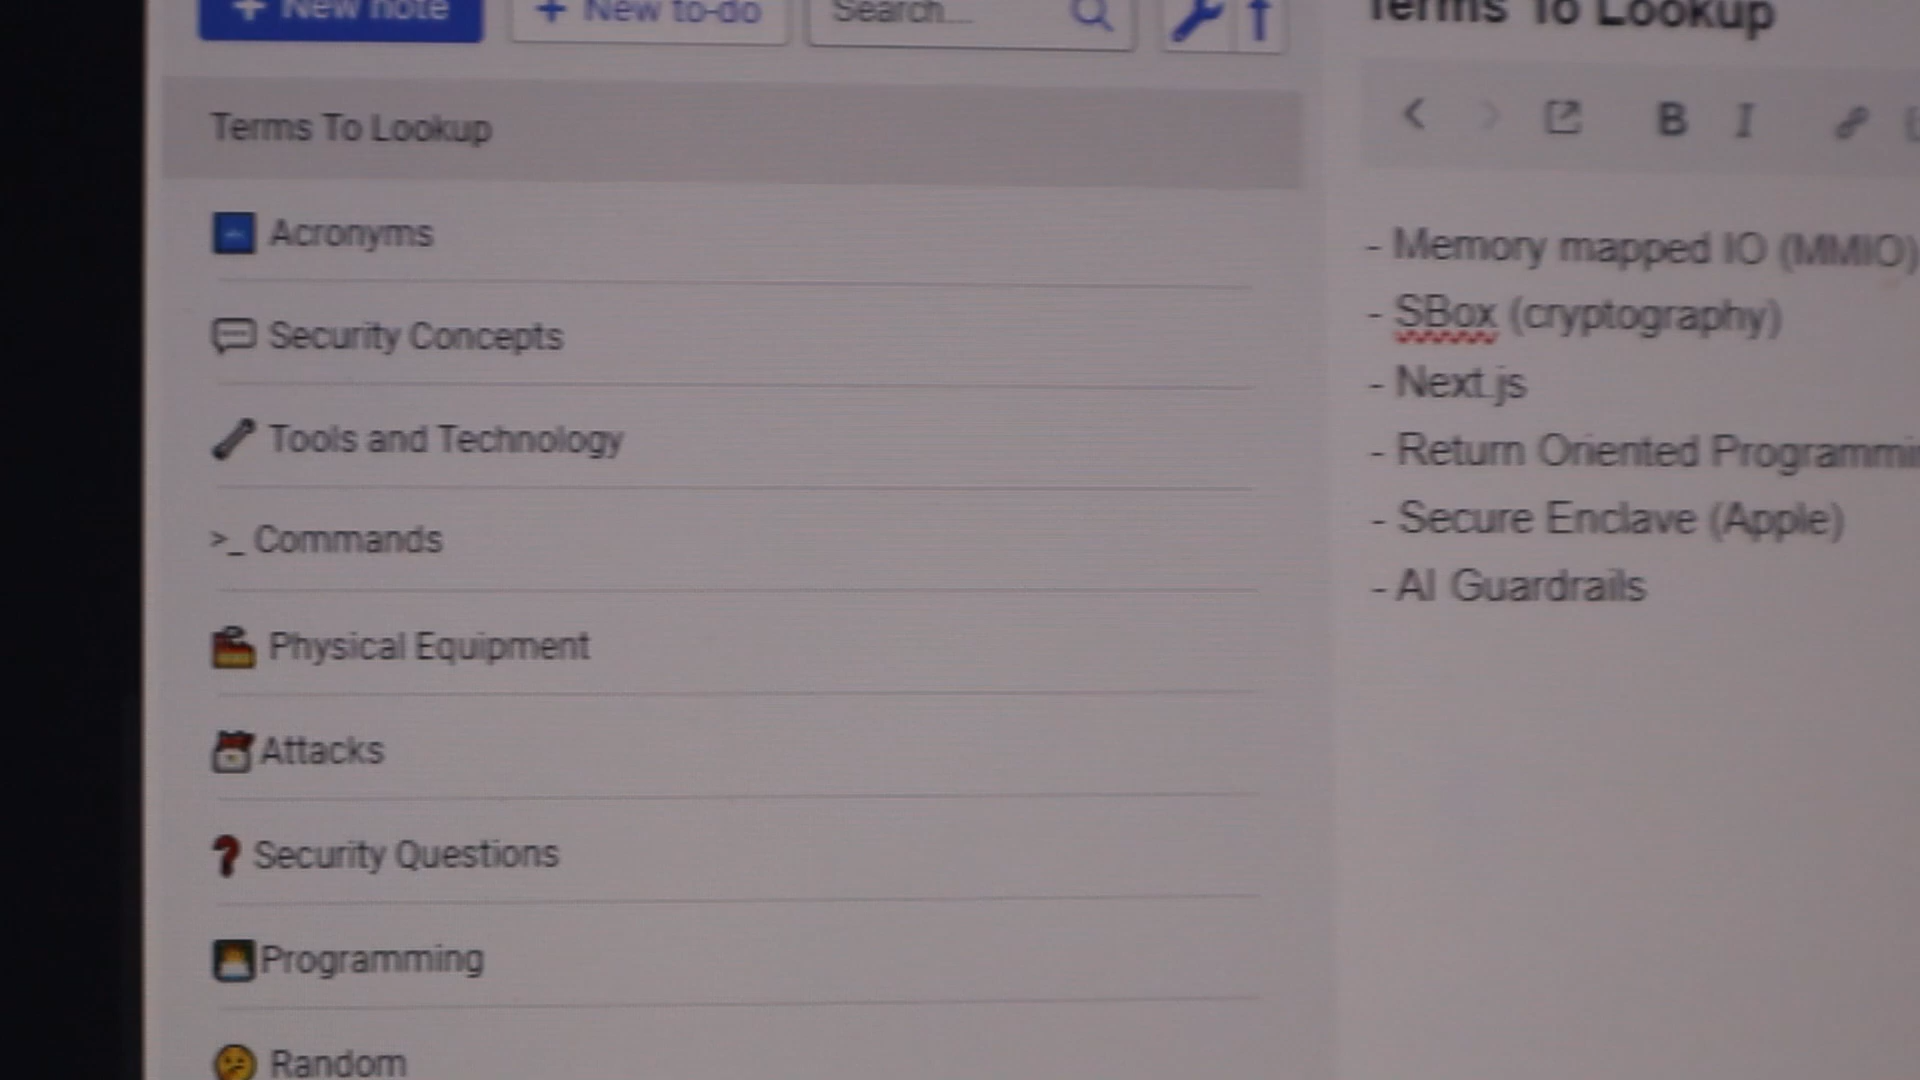 + New note
+ New to-do
Search...
Terms To Lookup
Acronyms
Security Concepts
Tools and Technology
>_ Commands
Physical Equipment
Attacks
? Security Questions
Programming
Random
Terms To Lookup
B I
- Memory mapped IO (MMIO)
- SBox (cryptography)
- Next.js
- Return Oriented
- Secure Enclave (Apple)
- AI Guardrails